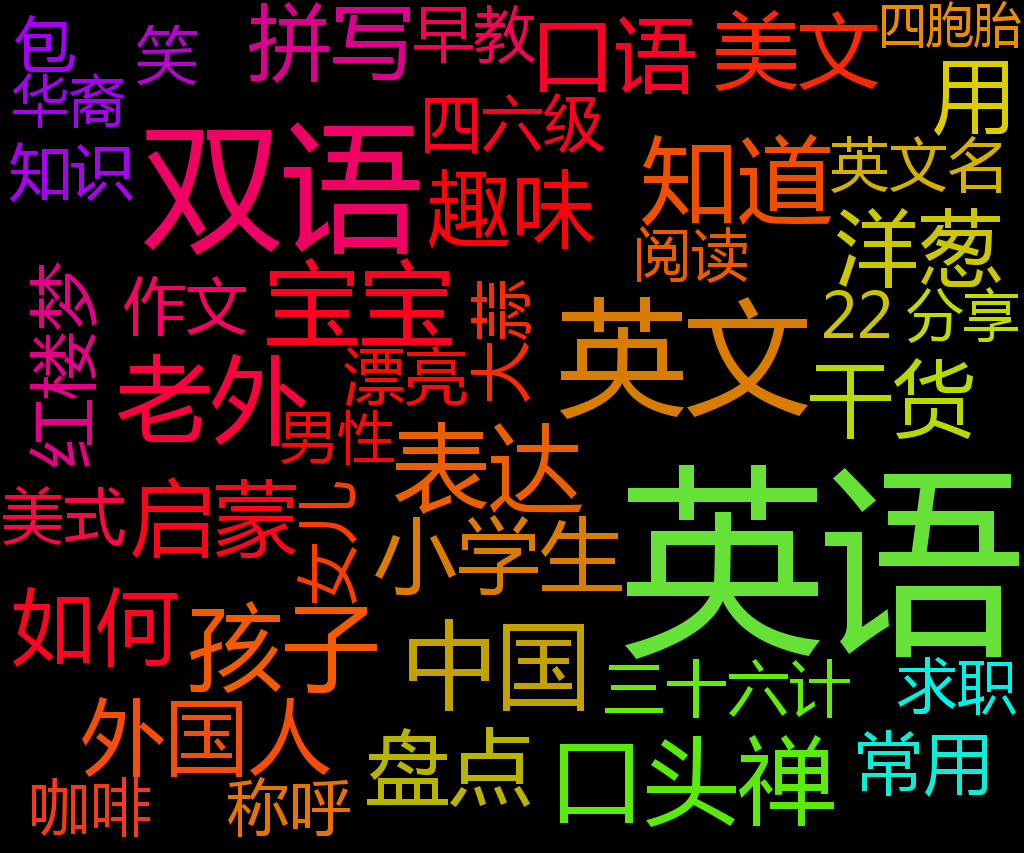 包
笑
拼写
早教
口语
美文
四胞胎
华裔
用
四六级
知识
双语
知道
英文名
趣味
阅读
洋葱
红楼楼
作文
宝宝
大赛
22
分享
漂亮
英文
老外
干货
男性
表达
美式
启蒙
女儿
小学生
英语
如何
孩子
中国
三十六计
求职
外国人
盘点
口头禅
常用
咖啡
称呼